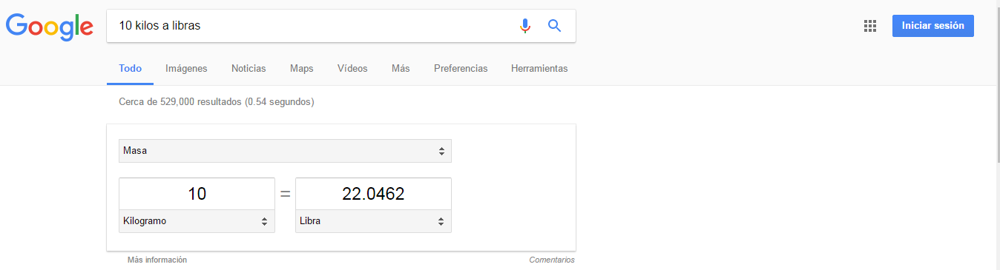 Google
10 kilos a libras
Iniciar sesión
Todo Imágenes Noticias Maps Vídeos Más Preferencias Herramientas
Cerca de 529,000 resultados (0.54 segundos)
Masa
10 = 22.0462
Kilogramo Libra
Más información Comentarios